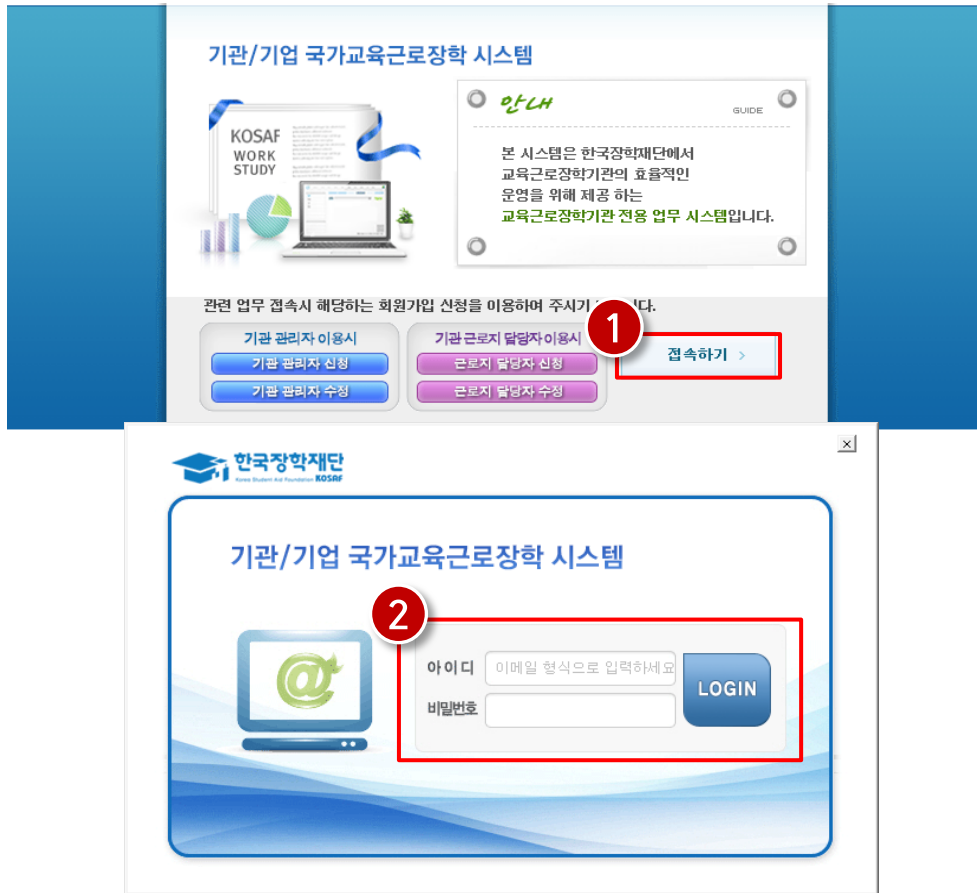 기관/기업 국가교육근로장학 시스템
KOSAF
WORK
STUDY
안내
GUIDE
본 시스템은 한국장학재단에서
교육근로장학기관의 효율적인
운영을 위해 제공 하는
교육근로장학기관 전용 업무 시스템입니다.
관련 업무 접속시 해당하는 회원가입 신청을 이용하여 주시기 다.
기관 관리자 이용시
기관 관리자 신청
기관 관리자 수정
기관 근로지 담당자 이용시
근로지 담당자 신청
근로지 담당자 수정
1
접속하기 >
한국장학재단
Korea Student Aid Foundation KOSAF
기관/기업 국가교육근로장학 시스템
2
아이디 이메일 형식으로 입력하세요
비밀번호
LOGIN